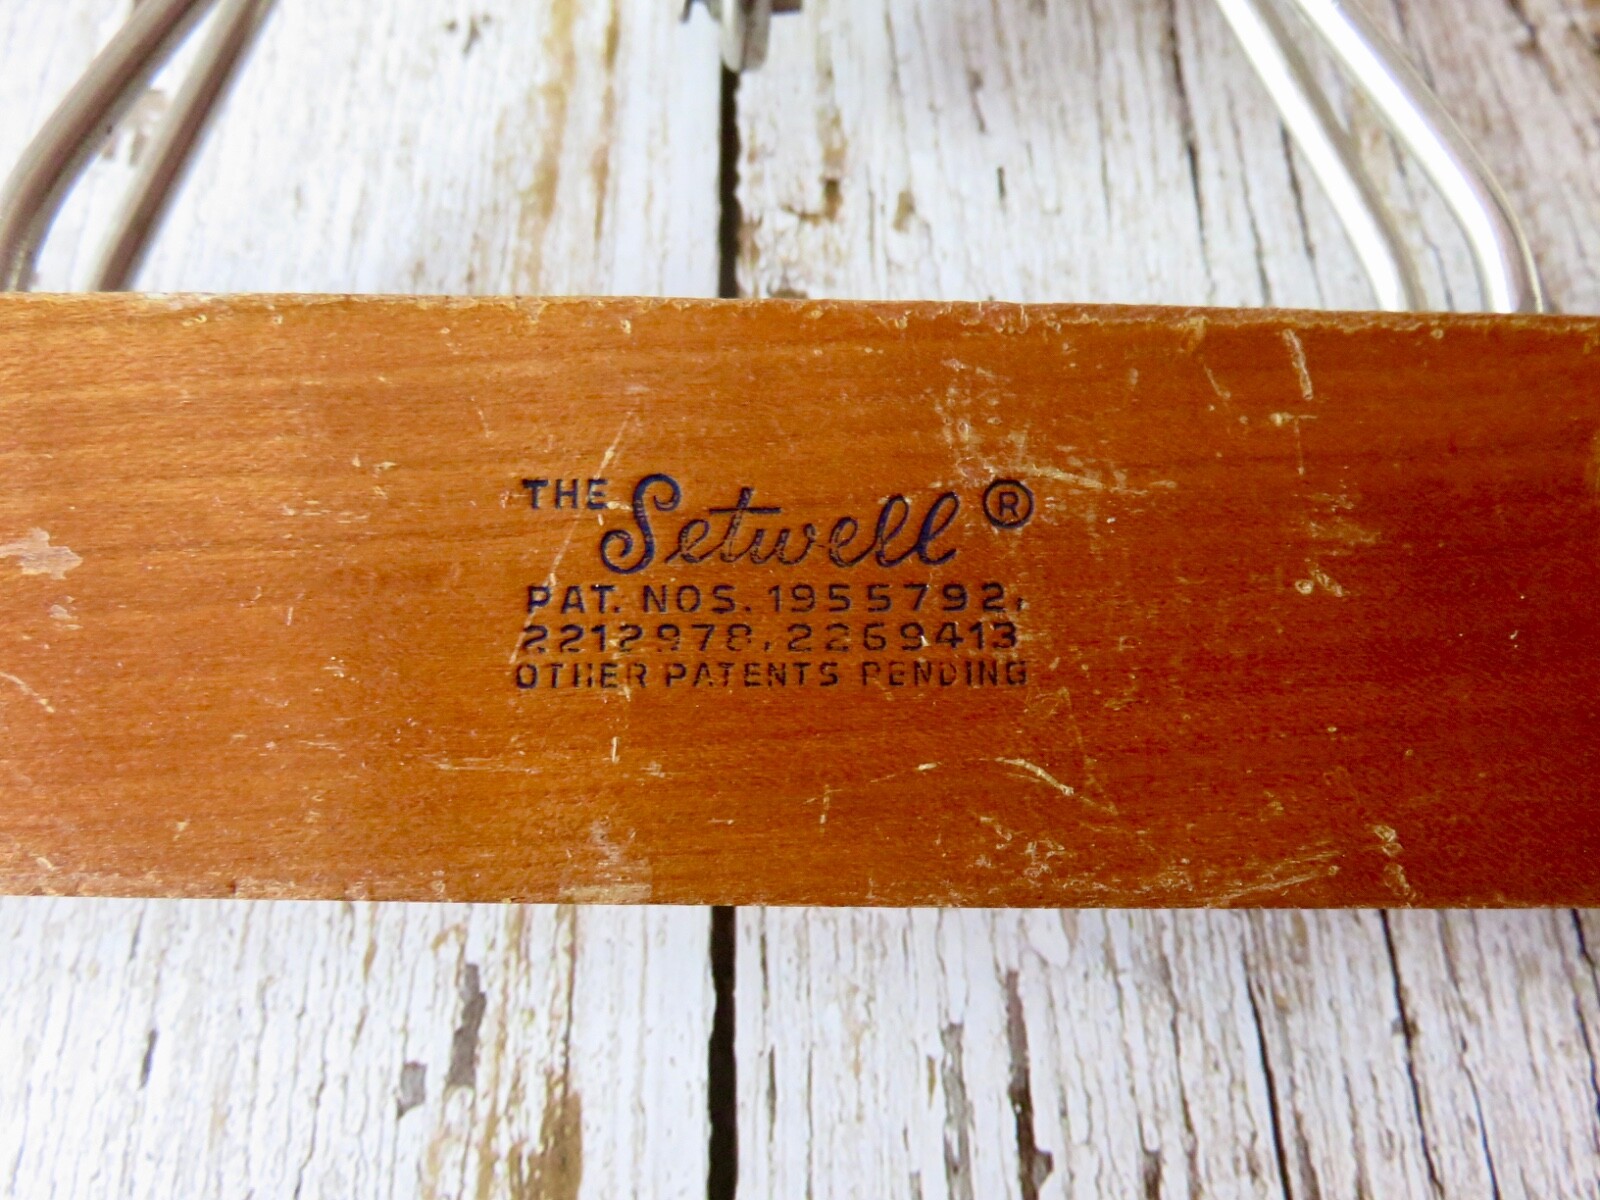 THE Setwell ®
PAT. NOS. 1955792,
2212978, 2269413
OTHER PATENTS PENDING